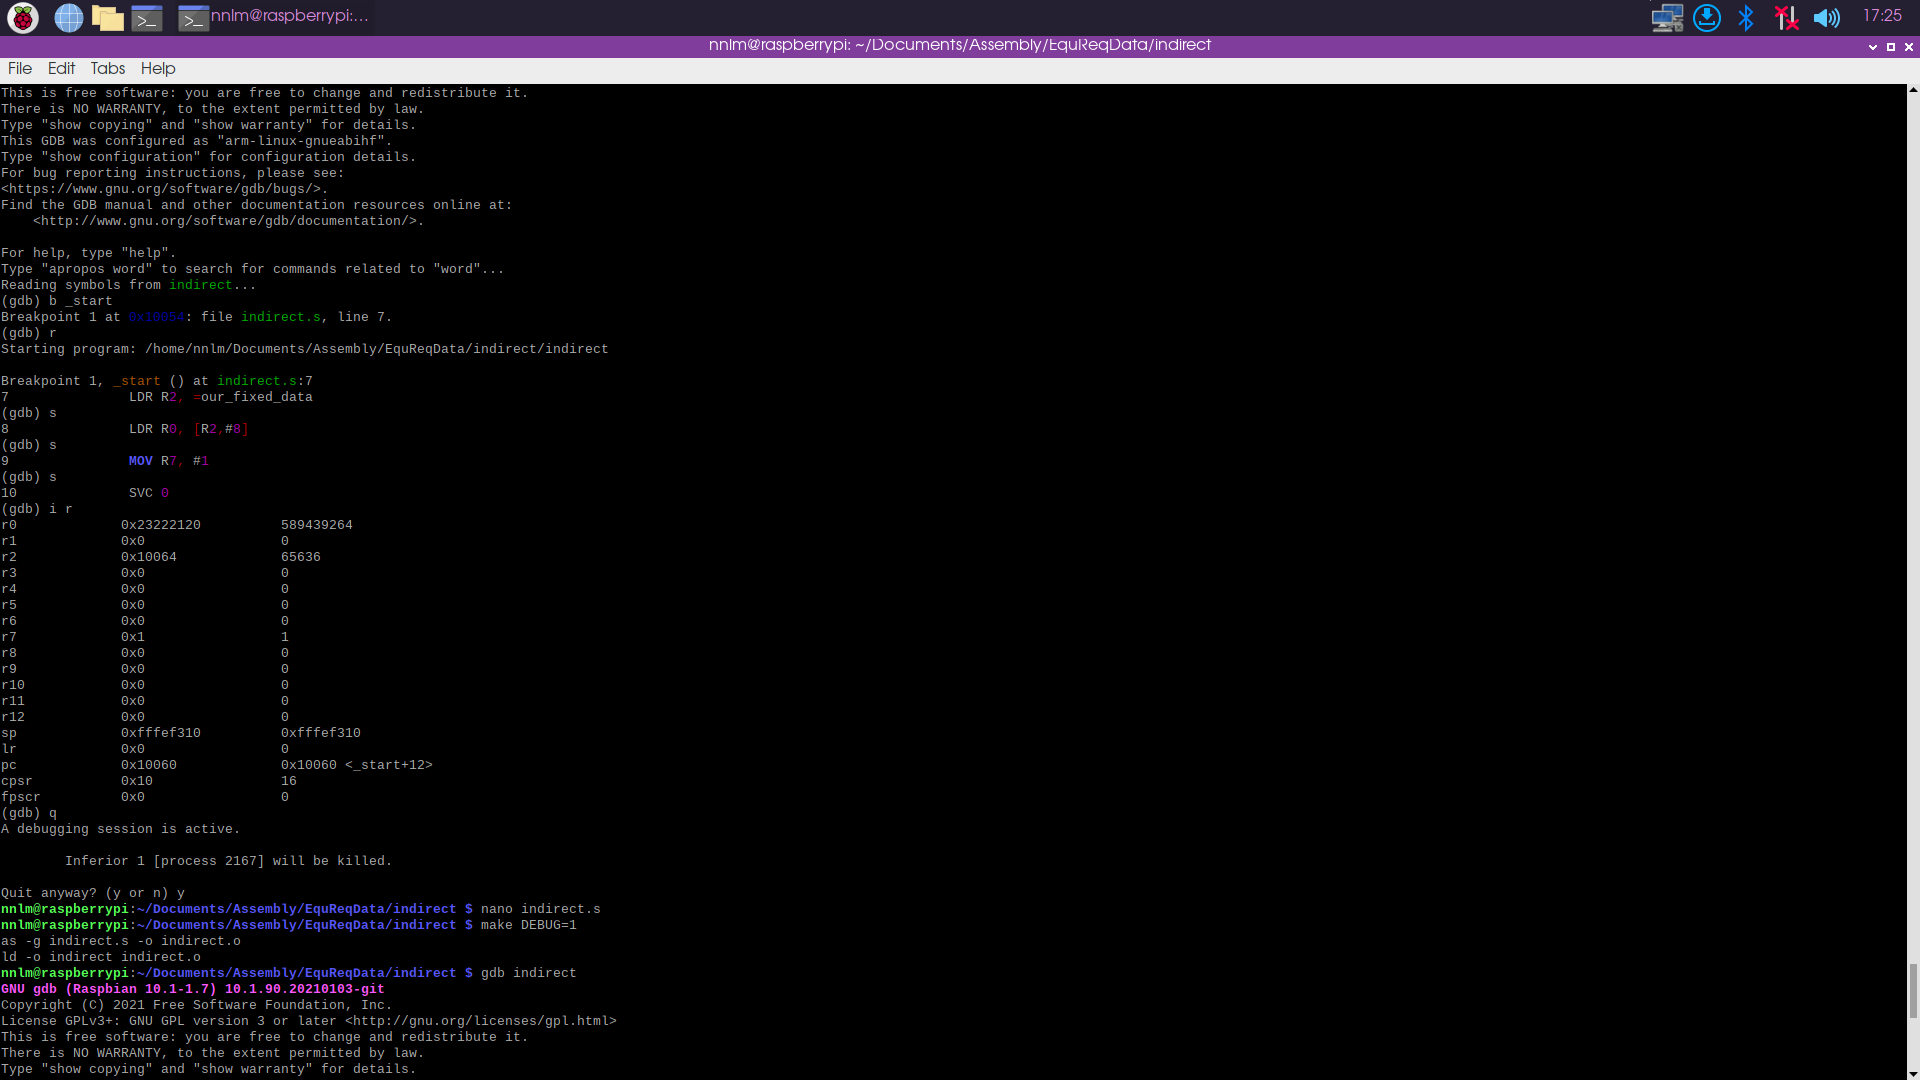 nnlm@raspberrypi:...
17:25
nnlm@raspberrypi: ~/Documents/Assembly/EquReqData/indirect
File Edit Tabs Help
This is free software: you are free to change and redistribute it.
There is NO WARRANTY, to the extent permitted by law.
Type "show copying" and "show warranty" for details.
This GDB was configured as "arm-linux-gnueabihf".
Type "show configuration" for configuration details.
For bug reporting instructions, please see:
<https://www.gnu.org/software/gdb/bugs/>.
Find the GDB manual and other documentation resources online at:
    <http://www.gnu.org/software/gdb/documentation/>.
For help, type "help".
Type "apropos word" to search for commands related to "word"...
Reading symbols from indirect...
(gdb) b _start
Breakpoint 1 at 0x10054: file indirect.s, line 7.
(gdb) r
Starting program: /home/nnlm/Documents/Assembly/EquReqData/indirect/indirect
Breakpoint 1, _start () at indirect.s:7
7               LDR R2, =our_fixed_data
(gdb) s
8               LDR R0, [R2,#8]
(gdb) s
9               MOV R7, #1
(gdb) s
10              SVC 0
(gdb) i r
r0             0x23222120          589439264
r1             0x0                 0
r2             0x10064             65636
r3             0x0                 0
r4             0x0                 0
r5             0x0                 0
r6             0x0                 0
r7             0x1                 1
r8             0x0                 0
r9             0x0                 0
r10            0x0                 0
r11            0x0                 0
r12            0x0                 0
sp             0xfffef310          0xfffef310
lr             0x0                 0
pc             0x10060             0x10060 <_start+12>
cpsr           0x10                16
fpscr          0x0                 0
(gdb) q
A debugging session is active.
        Inferior 1 [process 2167] will be killed.
Quit anyway? (y or n) y
nnlm@raspberrypi:~/Documents/Assembly/EquReqData/indirect $ nano indirect.s
nnlm@raspberrypi:~/Documents/Assembly/EquReqData/indirect $ make DEBUG=1
as -g indirect.s -o indirect.o
ld -o indirect indirect.o
nnlm@raspberrypi:~/Documents/Assembly/EquReqData/indirect $ gdb indirect
GNU gdb (Raspbian 10.1-1.7) 10.1.90.20210103-git
Copyright (C) 2021 Free Software Foundation, Inc.
License GPLv3+: GNU GPL version 3 or later <http://gnu.org/licenses/gpl.html>
This is free software: you are free to change and redistribute it.
There is NO WARRANTY, to the extent permitted by law.
Type "show copying" and "show warranty" for details.